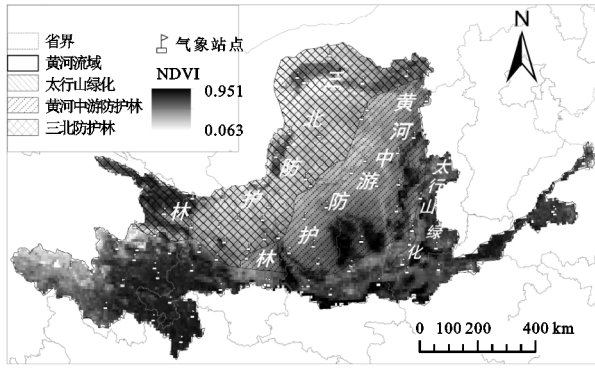 省界
黄河流域
太行山绿化
黄河中游防护林
三北防护林
气象站点
NDVI
0.951
0.063
N
三北防护林
黄河中游防护林
太行山绿化
0 100 200 400 km